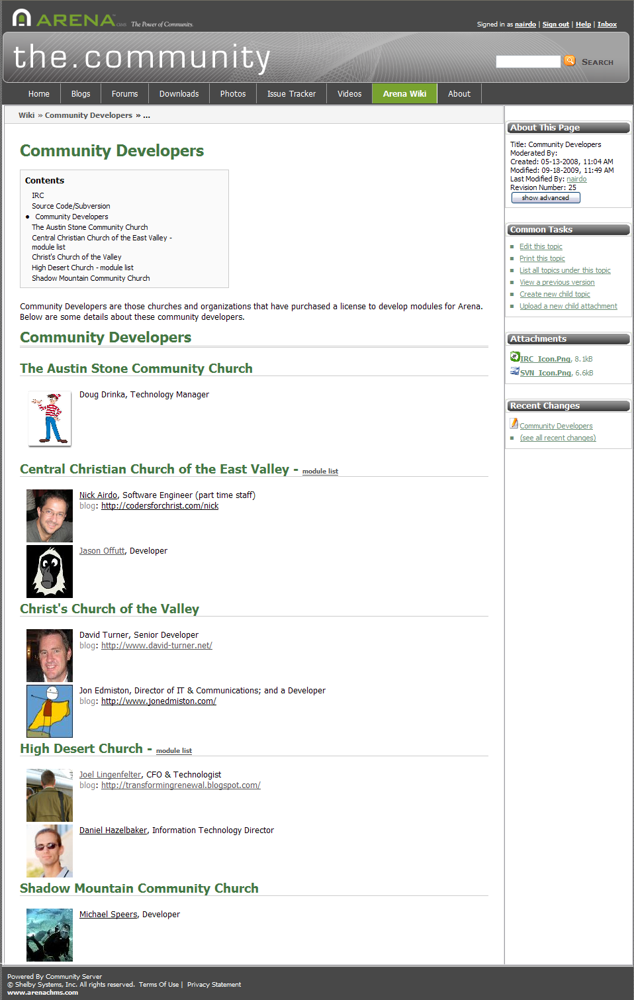 ARENA™ CHMS The Power of Community.
Signed in as nairdo | Sign out | Help | Inbox
the.community
SEARCH
Home Blogs Forums Downloads Photos Issue Tracker Videos Arena Wiki About
Wiki » Community Developers » ...
Community Developers
Contents
IRC
Source Code/Subversion
• Community Developers
The Austin Stone Community Church
Central Christian Church of the East Valley -
module list
Christ's Church of the Valley
High Desert Church - module list
Shadow Mountain Community Church
Community Developers are those churches and organizations that have purchased a license to develop modules for Arena.
Below are some details about these community developers.
Community Developers
The Austin Stone Community Church
Doug Drinka, Technology Manager
Central Christian Church of the East Valley - module list
Nick Airdo, Software Engineer (part time staff)
blog: http://codersforchrist.com/nick
Jason Offutt, Developer
Christ's Church of the Valley
David Turner, Senior Developer
blog: http://www.david-turner.net/
Jon Edmiston, Director of IT & Communications; and a Developer
blog: http://www.jonedmiston.com/
High Desert Church - module list
Joel Lingenfelter, CFO & Technologist
blog: http://transformingrenewal.blogspot.com/
Daniel Hazelbaker, Information Technology Director
Shadow Mountain Community Church
Michael Speers, Developer
About This Page
Title: Community Developers
Moderated By:
Created: 05-13-2008, 11:04 AM
Modified: 09-18-2009, 11:49 AM
Last Modified By: nairdo
Revision Number: 25
show advanced
Common Tasks
Edit this topic
Print this topic
List all topics under this topic
View a previous version
Create new child topic
Upload a new child attachment
Attachments
IRC_Icon.Png, 8.1kB
SVN_Icon.Png, 6.6kB
Recent Changes
Community Developers
(see all recent changes)
Powered By Community Server
© Shelby Systems, Inc. All rights reserved. Terms Of Use | Privacy Statement
www.arenachms.com